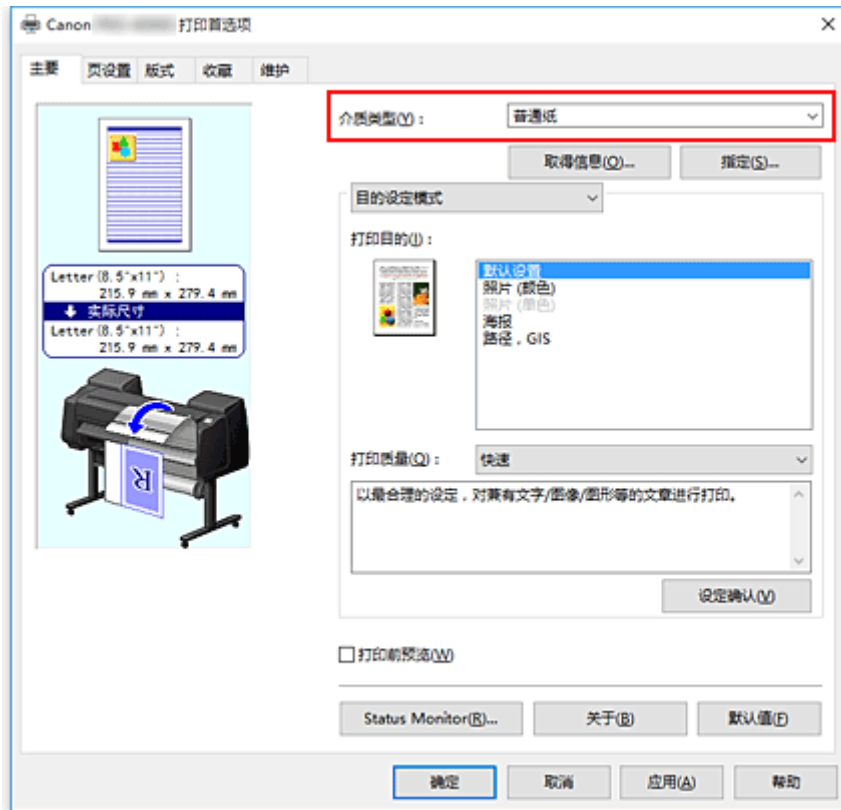 Canon 打印首选项
主要 页设置 版式 收藏 维护
介质类型(Y)： 普通纸
取得信息(O)... 指定(S)...
目的设定模式
打印目的(I)：
默认设置
照片 (颜色)
照片 (单色)
海报
路径，GIS
Letter(8.5"x11") :
215.9 mm x 279.4 mm
实际尺寸
Letter(8.5"x11") :
215.9 mm x 279.4 mm
R
打印质量(Q)： 快速
以最合理的设定，对兼有文字/图像/图形等的文章进行打印。
设定确认(V)
打印前预览(W)
Status Monitor(R)... 关于(B) 默认值(F)
确定 取消 应用(A) 帮助